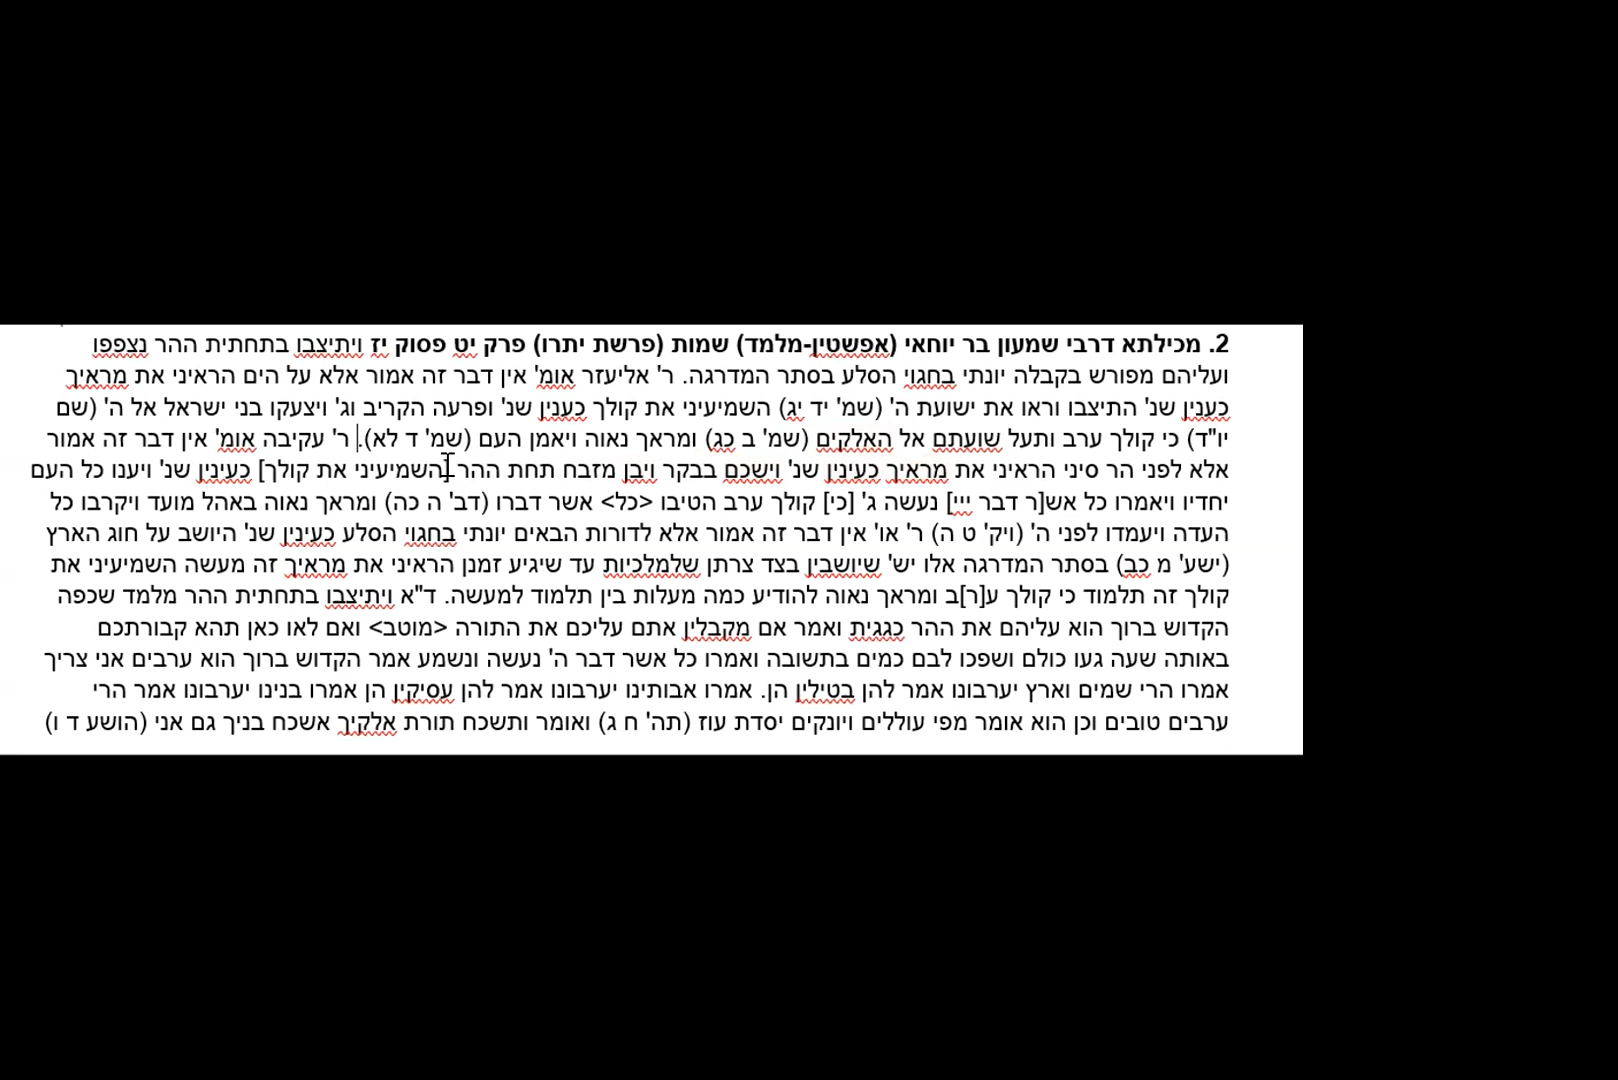 2. מכילתא דרבי שמעון בר יוחאי (אפשטין-מלמד) שמות (פרשת יתרו) פרק יט פסוק יז ויתיצבו בתחתית ההר נצפפו
ועליהם מפורש בקבלה יונתי בחגוי הסלע בסתר המדרגה. ר' אליעזר אומ' אין דבר זה אמור אלא על הים הראיני את מראיך
כענין שנ' התיצבו וראו את ישועת ה' (שמ' יד יג) השמיעיני את קולך כענין שנ' ופרעה הקריב וג' ויצעקו בני ישראל אל ה' (שם
יו"ד) כי קולך ערב ותעל שועתם אל האלקים (שמ' ב כג) ומראך נאוה ויאמן העם (שמ' ד לא). ר' עקיבה אומ' אין דבר זה אמור
אלא לפני הר סיני הראיני את מראיך כעינין שנ' וישכם בבקר ויבן מזבח תחת ההר [השמיעיני את קולך] כעינין שנ' ויענו כל העם
יחדיו ויאמרו כל אש[ר דבר ייי] נעשה ג' [כי] קולך ערב הטיבו <כל> אשר דברו (דב' ה כה) ומראך נאוה באהל מועד ויקרבו כל
העדה ויעמדו לפני ה' (ויק' ט ה) ר' או' אין דבר זה אמור אלא לדורות הבאים יונתי בחגוי הסלע כעינין שנ' היושב על חוג הארץ
(ישע' מ כב) בסתר המדרגה אלו יש' שיושבין בצד צרתן שלמלכיות עד שיגיע זמנן הראיני את מראיך זה מעשה השמיעיני את
קולך זה תלמוד כי קולך ע[ר]ב ומראך נאוה להודיע כמה מעלות בין תלמוד למעשה. ד"א ויתיצבו בתחתית ההר מלמד שכפה
הקדוש ברוך הוא עליהם את ההר כגגית ואמר אם מקבלין אתם עליכם את התורה <מוטב> ואם לאו כאן תהא קבורתכם
באותה שעה געו כולם ושפכו לבם כמים בתשובה ואמרו כל אשר דבר ה' נעשה ונשמע אמר הקדוש ברוך הוא ערבים אני צריך
אמרו הרי שמים וארץ יערבונו אמר להן בטילין הן. אמרו אבותינו יערבונו אמר להן עסיקין הן אמרו בנינו יערבונו אמר הרי
ערבים טובים וכן הוא אומר מפי עוללים ויונקים יסדת עוז (תה' ח ג) ואומר ותשכח תורת אלקיך אשכח בניך גם אני (הושע ד ו)